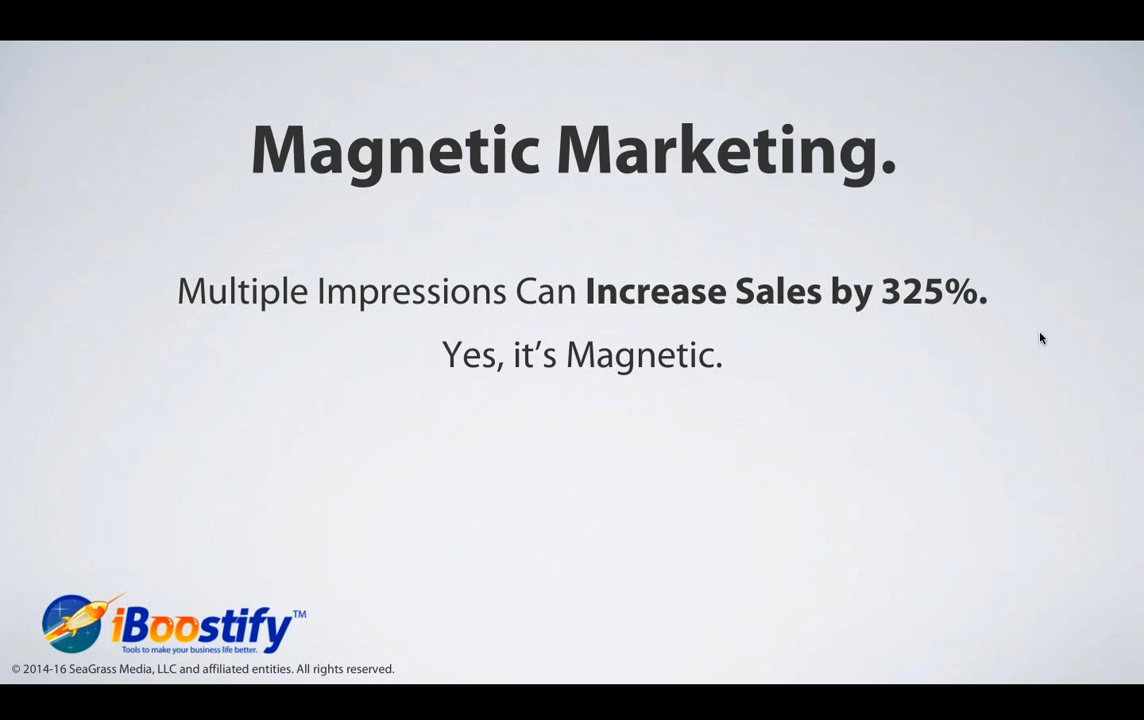 Magnetic Marketing.
Multiple Impressions Can Increase Sales by 325%.
Yes, it’s Magnetic.
iBoostify™
Tools to make your business life better.
© 2014-16 SeaGrass Media, LLC and affiliated entities. All rights reserved.